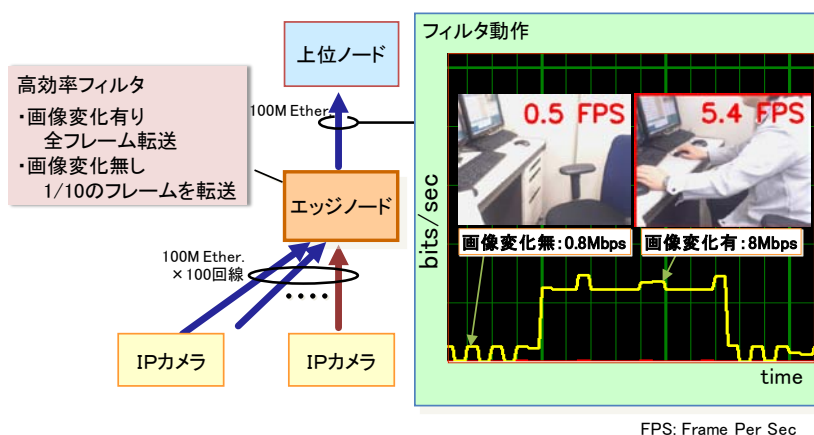 フィルタ動作
上位ノード
高効率フィルタ
・画像変化有り
全フレーム転送
・画像変化無し
1/10のフレームを転送
100M Ether.
エッジノード
100M Ether.
×100回線
・・・・・
IPカメラ
IPカメラ
0.5 FPS
5.4 FPS
画像変化無:0.8Mbps
画像変化有:8Mbps
bits/sec
time
FPS: Frame Per Sec